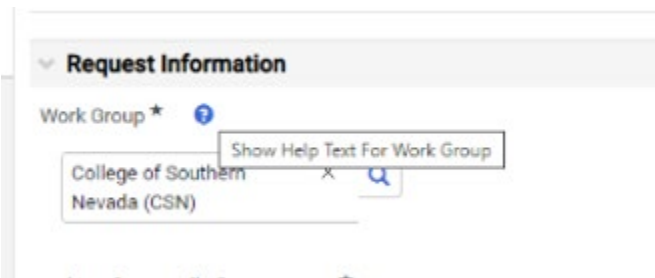 Request Information
Work Group *
Show Help Text For Work Group
College of Southern
Nevada (CSN)